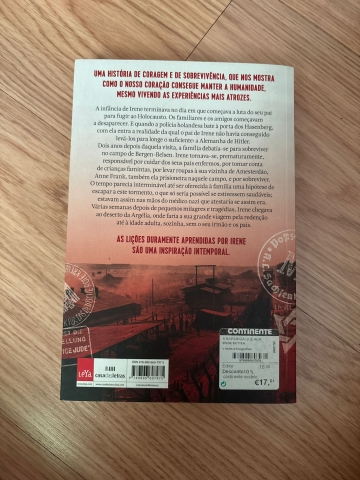 UMA HISTÓRIA DE CORAGEM E DE SOBREVIVÊNCIA, QUE NOS MOSTRA
COMO O NOSSO CORAÇÃO CONSEGUE MANTER A HUMANIDADE,
MESMO VIVENDO AS EXPERIÊNCIAS MAIS ATROZES.
A infância de Irene terminava no dia em que começava a luta do seu pai
para fugir ao Holocausto. Os familiares e os amigos começavam
a desaparecer. E quando a polícia holandesa bate à porta dos Hasenberg,
com ela entra a realidade da qual o pai de Irene não havia conseguido
levá-los para longe o suficiente: a Alemanha de Hitler.
Dois anos depois daquela visita, a família debatia-se para sobreviver
no campo de Bergen-Belsen. Irene tornava-se, prematuramente,
responsável por cuidar dos seus pais enfermos, por tomar conta
de crianças famintas, por levar roupas à sua vizinha de Amesterdão,
Anne Frank, também ela prisioneira naquele campo, e por sobreviver.
O tempo parecia interminável até ser oferecida à família uma hipótese de
escapar a este tormento, o que só seria possível se estivessem saudáveis;
estavam assim nas mãos do médico nazi que atestaria se assim era.
Várias semanas depois de pequenos milagres e tragédias, Irene chegava
ao deserto da Argélia, onde faria a sua grande viagem pela redenção
até à idade adulta, sozinha, sem o seu irmão e os pais.
AS LIÇÕES DURAMENTE APRENDIDAS POR IRENE
SÃO UMA INSPIRAÇÃO INTEMPORAL.
CONTINENTE
€17,
LeYa
casadasletras